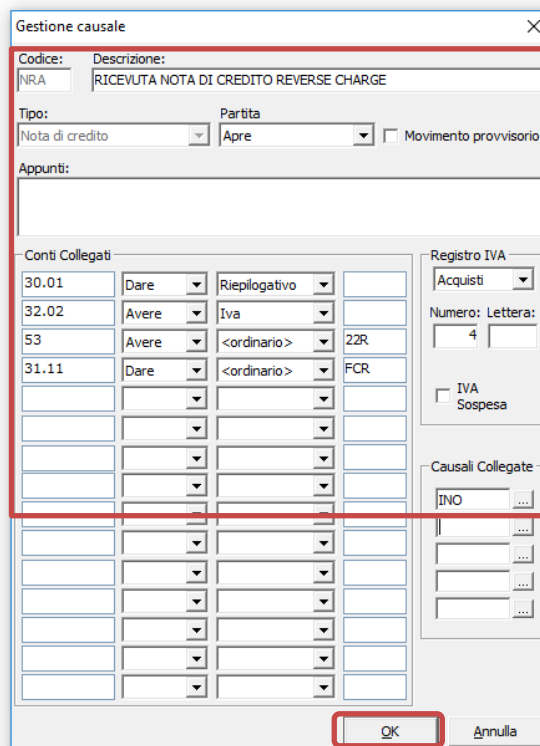 Gestione causale
Codice: Descrizione:
NRA RICEVUTA NOTA DI CREDITO REVERSE CHARGE
Tipo: Partita
Nota di credito Apre Movimento provvisorio
Appunti:
Conti Collegati
30.01 Dare Riepilogativo
32.02 Avere Iva
53 Avere <ordinario> 22R
31.11 Dare <ordinario> FCR
Registro IVA
Acquisti
Numero: Lettera:
4
IVA
Sospesa
Causali Collegate
INO ...
...
...
...
...
OK Annulla